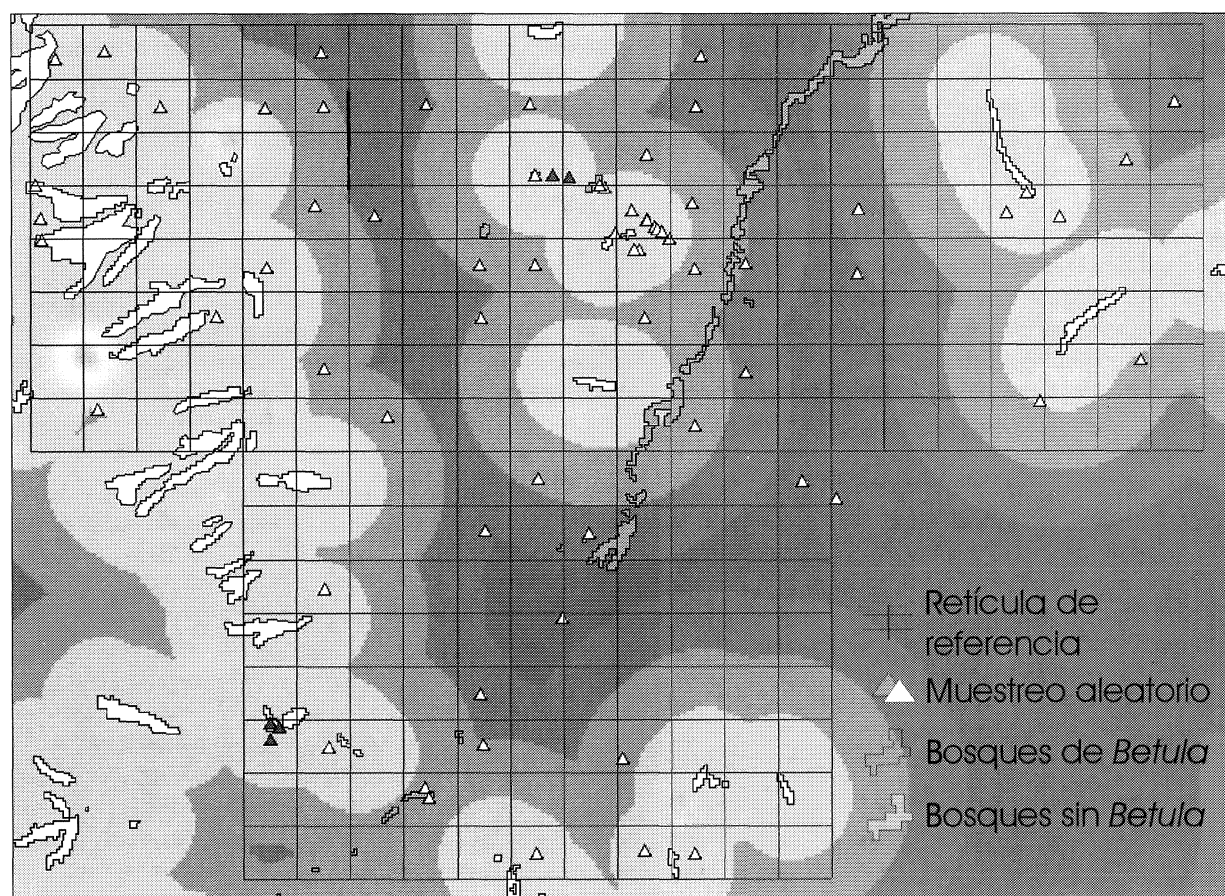 Retícula de
referencia
Muestreo aleatorio
Bosques de Betula
Bosques sin Betula